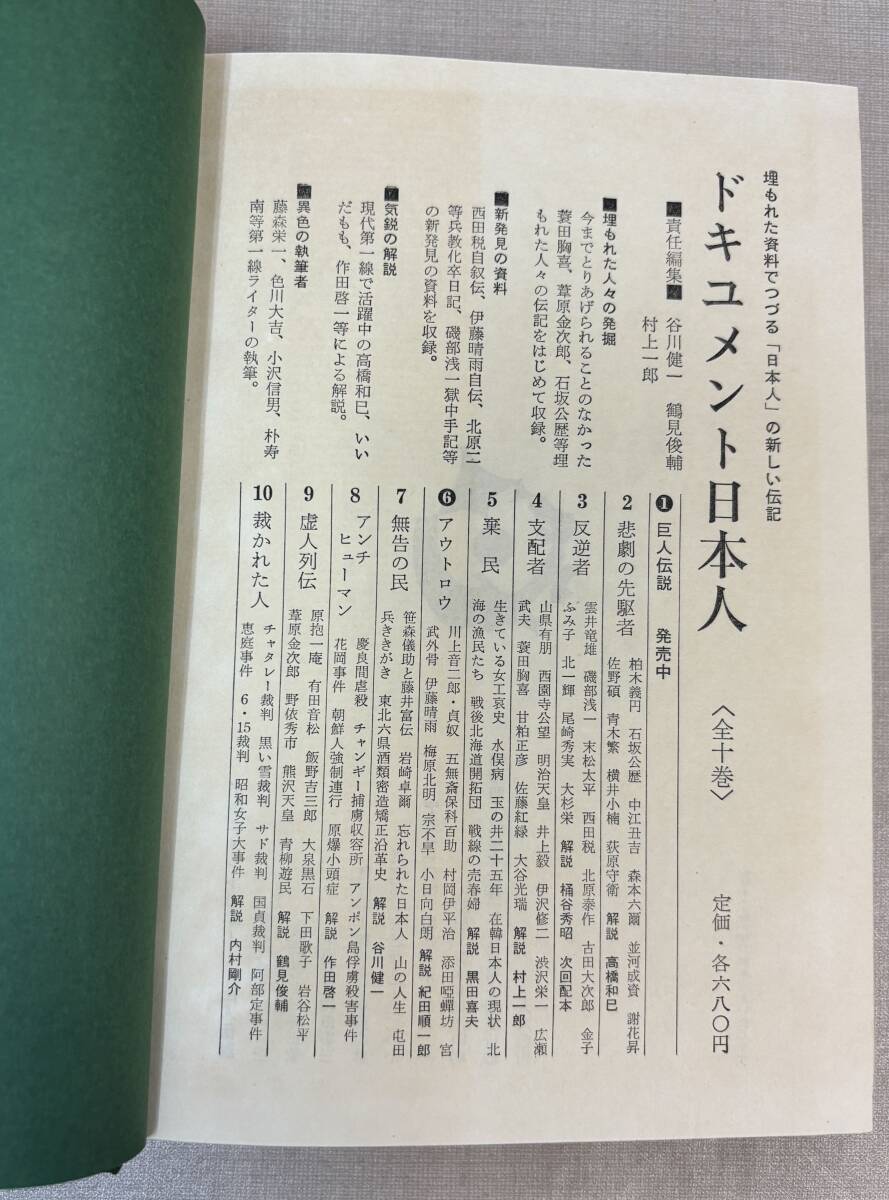 埋もれた資料でつづる「日本人」の新しい伝記
ドキュメント日本人
〈全十巻〉
定価・各六八〇円
■責任編集■
谷川健一 鶴見俊輔
村上一郎
■埋もれた人々の発掘
今までとりあげられることのなかった
蓑田胸喜、葦原金次郎、石坂公歴等埋
もれた人々の伝記をはじめて収録。
■新発見の資料
西田税自叙伝、伊藤晴雨自伝、北原二
等兵教化卒日記、磯部浅一獄中手記等
の新発見の資料を収録。
■気鋭の解説
現代第一線で活躍中の高橋和巳、いい
だもも、作田啓一等による解説。
■異色の執筆者
藤森栄一、色川大吉、小沢信男、朴寿
南等第一線ライターの執筆。
❶ 巨人伝説 発売中
2 悲劇の先駆者
柏木義円 石坂公歴 中江丑吉 森本六爾 並河成資 謝花昇
佐野碩 青木繁 横井小楠 荻原守衛 解説 高橋和巳
3 反逆者
雲井竜雄 磯部浅一 末松太平 西田税 北原泰作 古田大次郎 金子
ふみ子 北一輝 尾崎秀実 大杉栄 解説 桶谷秀昭 次回配本
4 支配者
山県有朋 西園寺公望 明治天皇 井上毅 伊沢修二 渋沢栄一 広瀬
武夫 蓑田胸喜 甘粕正彦 佐藤紅緑 大谷光瑞 解説 村上一郎
5 棄民
生きている女工哀史 水俣病 玉の井二十五年 在韓日本人の現状 北
海の漁民たち 戦後北海道開拓団 戦線の売春婦 解説 黒田喜夫
❻ アウトロウ
川上音二郎・貞奴 五無斎保科百助 村岡伊平治 添田啞蟬坊 宮
武外骨 伊藤晴雨 梅原北明 宗不旱 小日向白朗 解説 紀田順一郎
7 無告の民
笹森儀助と藤井富伝 岩崎卓爾 忘れられた日本人 山の人生 屯田
兵ききがき 東北六県酒類密造矯正沿革史 解説 谷川健一
8 アンチ
ヒューマン
慶良間虐殺 チャンギー捕虜収容所 アンボン島俘虜殺害事件
花岡事件 朝鮮人強制連行 原爆小頭症 解説 作田啓一
9 虚人列伝
原抱一庵 有田音松 飯野吉三郎 大泉黒石 下田歌子 岩谷松平
葦原金次郎 野依秀市 熊沢天皇 青柳遊民 解説 鶴見俊輔
10 裁かれた人
チャタレー裁判 黒い雪裁判 サド裁判 国貞裁判 阿部定事件
恵庭事件 6・15裁判 昭和女子大事件 解説 内村剛介